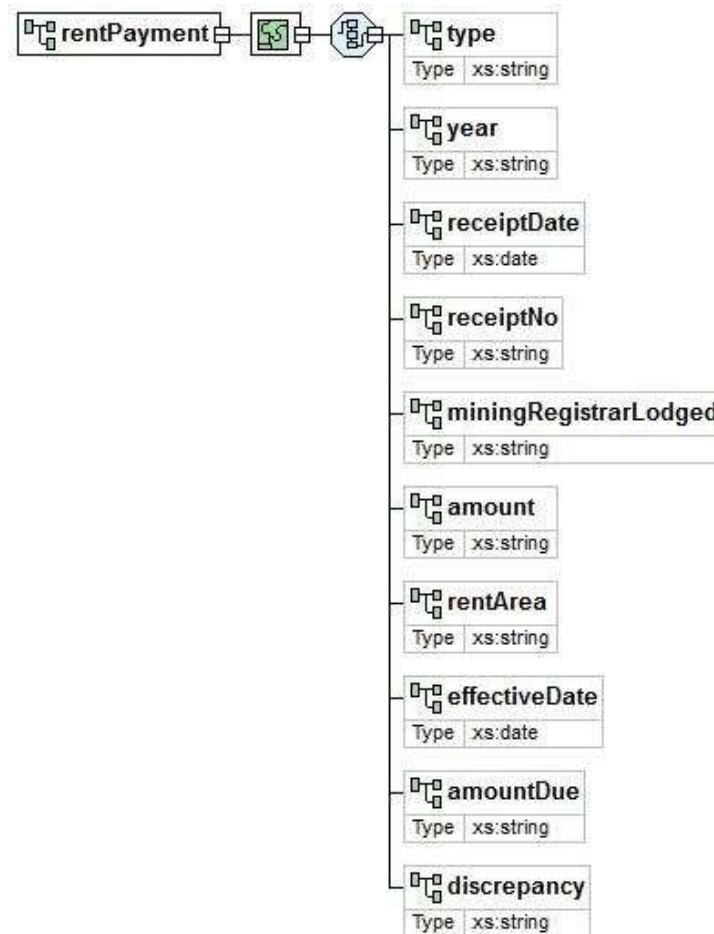 rentPayment
type
Type xs:string
year
Type xs:string
receiptDate
Type xs:date
receiptNo
Type xs:string
miningRegistrarLodged
Type xs:string
amount
Type xs:string
rentArea
Type xs:string
effectiveDate
Type xs:date
amountDue
Type xs:string
discrepancy
Type xs:string